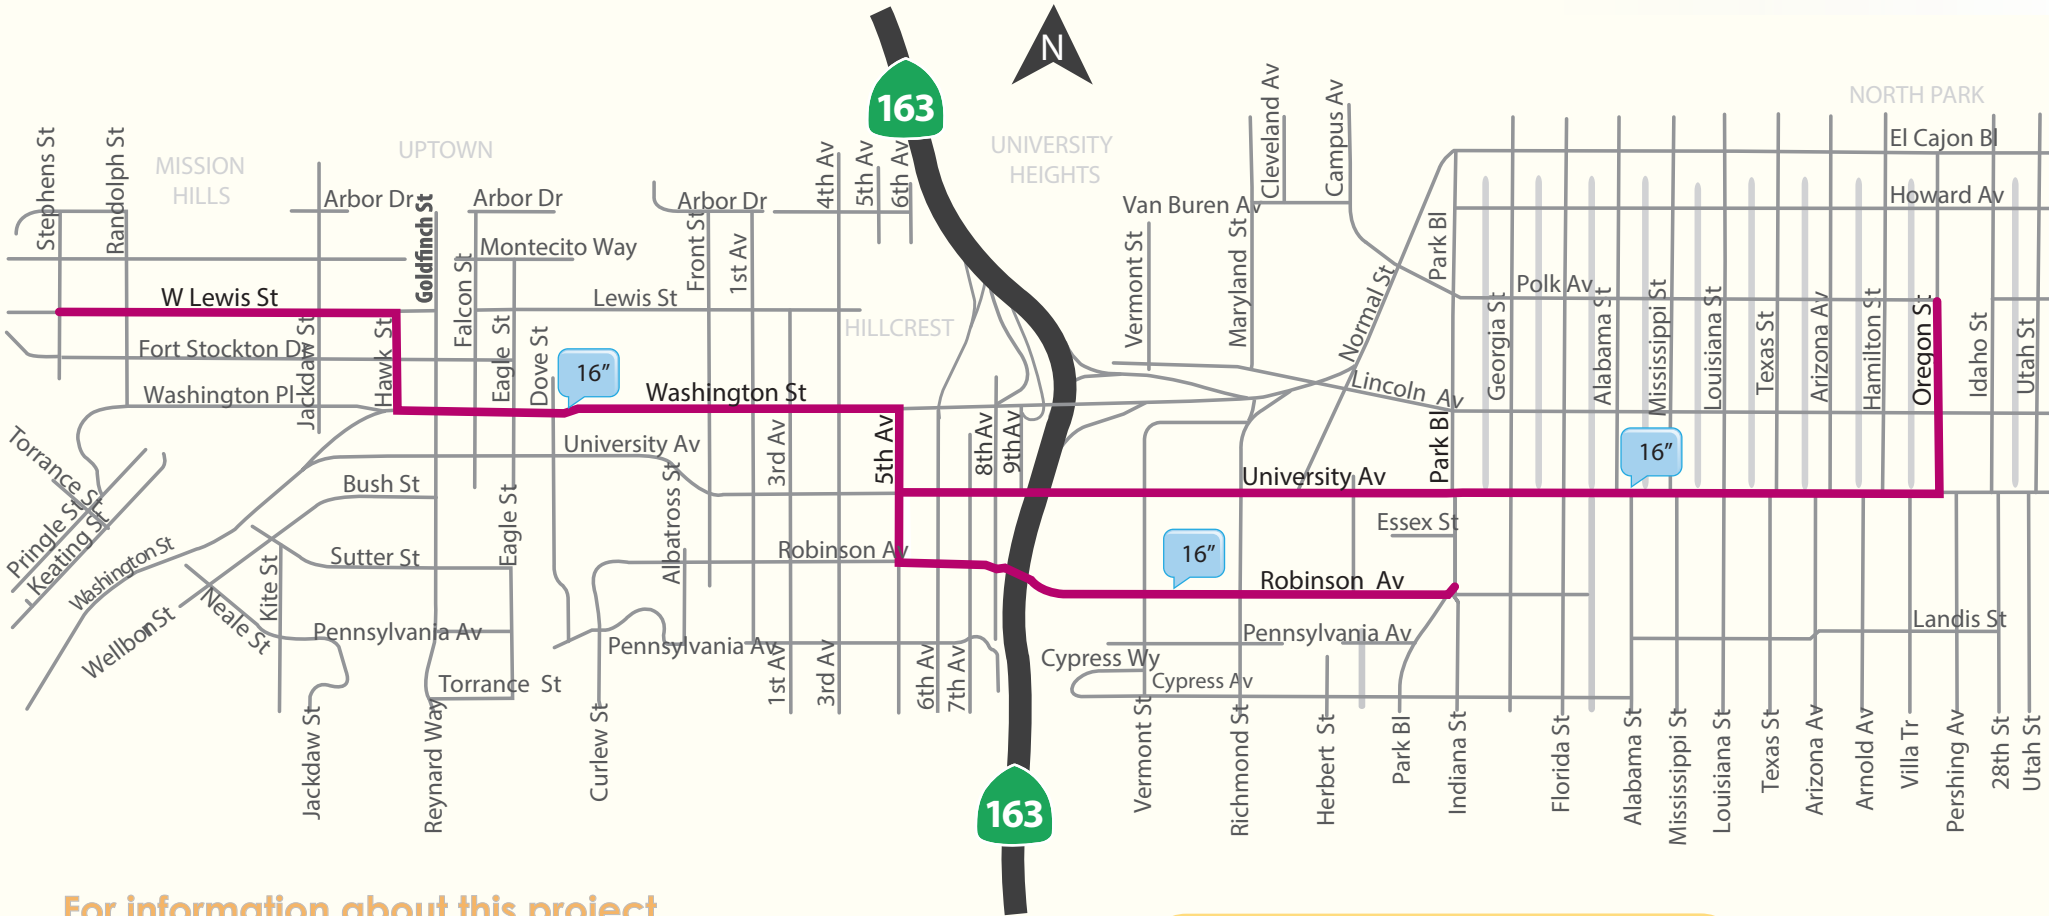 163
N
MISSION
HILLS
UPTOWN
UNIVERSITY
HEIGHTS
NORTH PARK
HILLCREST
Stephens St
Randolph St
Arbor Dr
Goldfinch St
Arbor Dr
Montecito Way
Falcon St
Arbor Dr
Front St
1st Av
4th Av
5th Av
6th Av
Cleveland Av
Campus Av
Van Buren Av
Vermont St
Maryland St
Normal St
Park Bl
El Cajon Bl
Howard Av
Polk Av
W Lewis St
Lewis St
Fort Stockton Dr
Jackdaw St
Hawk St
Eagle St
Dove St
16”
Washington Pl
Washington St
Georgia St
Alabama St
Mississippi St
Louisiana St
Texas St
Arizona Av
Hamilton St
Oregon St
Idaho St
Utah St
Lincoln Av
Park Bl
16”
University Av
3rd Av
5th Av
8th Av
9th Av
University Av
Torrance St
Pringle St
Keating St
Bush St
Albatross St
Eagle St
Essex St
Washington St
Sutter St
Kite St
Robinson Av
16”
Robinson Av
Wellborn St
Neale St
Pennsylvania Av
Pennsylvania Av
1st Av
3rd Av
6th Av
7th Av
Pennsylvania Av
Cypress Wy
Cypress Av
Landis St
Torrance St
Jackdaw St
Reynard Way
Curlew St
Vermont St
Richmond St
Herbert St
Park Bl
Indiana St
Florida St
Alabama St
Mississippi St
Louisiana St
Texas St
Arizona Av
Arnold Av
Villa Tr
Pershing Av
28th St
Utah St
163
For information about this project